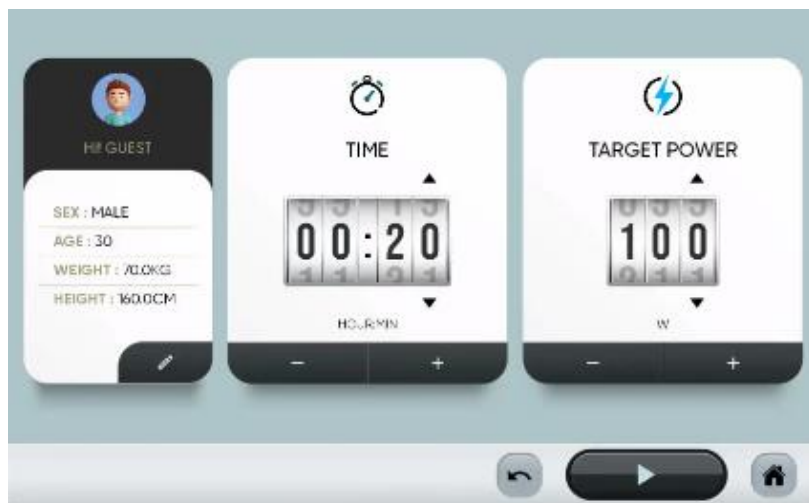 HI! GUEST
SEX : MALE
AGE : 30
WEIGHT : 70.0KG
HEIGHT : 160.0CM
TIME
00:20
HOUR:MIN
− +
TARGET POWER
100
W
− +